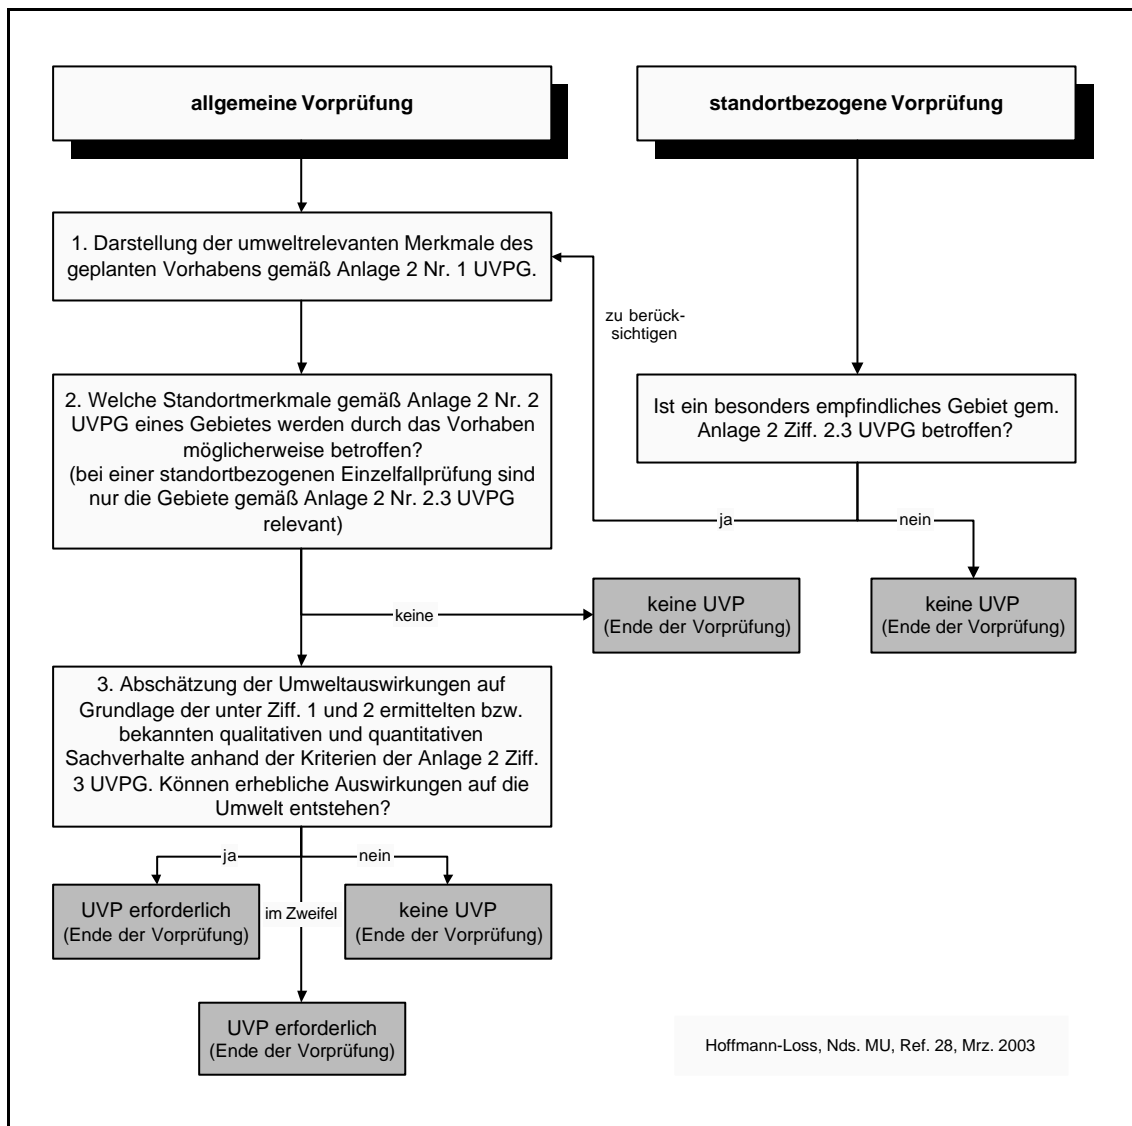 allgemeine Vorprüfung
standortbezogene Vorprüfung
1. Darstellung der umweltrelevanten Merkmale des
geplanten Vorhabens gemäß Anlage 2 Nr. 1 UVPG.
zu berück-
sichtigen
2. Welche Standortmerkmale gemäß Anlage 2 Nr. 2
UVPG eines Gebietes werden durch das Vorhaben
möglicherweise betroffen?
(bei einer standortbezogenen Einzelfallprüfung sind
nur die Gebiete gemäß Anlage 2 Nr. 2.3 UVPG
relevant)
Ist ein besonders empfindliches Gebiet gem.
Anlage 2 Ziff. 2.3 UVPG betroffen?
ja
nein
keine
keine UVP
(Ende der Vorprüfung)
keine UVP
(Ende der Vorprüfung)
3. Abschätzung der Umweltauswirkungen auf
Grundlage der unter Ziff. 1 und 2 ermittelten bzw.
bekannten qualitativen und quantitativen
Sachverhalte anhand der Kriterien der Anlage 2 Ziff.
3 UVPG. Können erhebliche Auswirkungen auf die
Umwelt entstehen?
ja
nein
UVP erforderlich
(Ende der Vorprüfung)
im Zweifel
keine UVP
(Ende der Vorprüfung)
UVP erforderlich
(Ende der Vorprüfung)
Hoffmann-Loss, Nds. MU, Ref. 28, Mrz. 2003